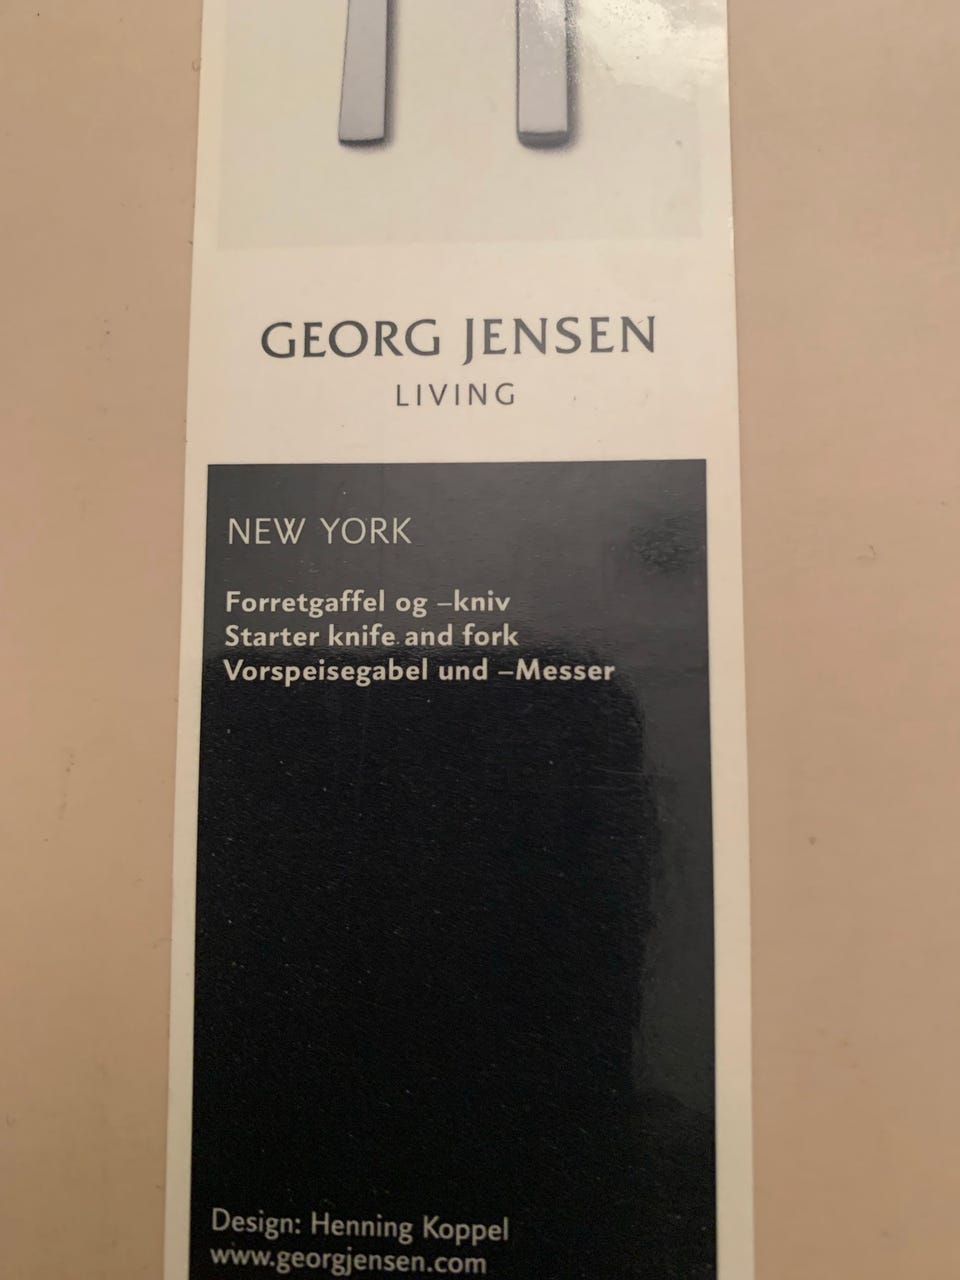 GEORG JENSEN
LIVING
NEW YORK
Forretgaffel og –kniv
Starter knife and fork
Vorspeisegabel und –Messer
Design: Henning Koppel
www.georgjensen.com